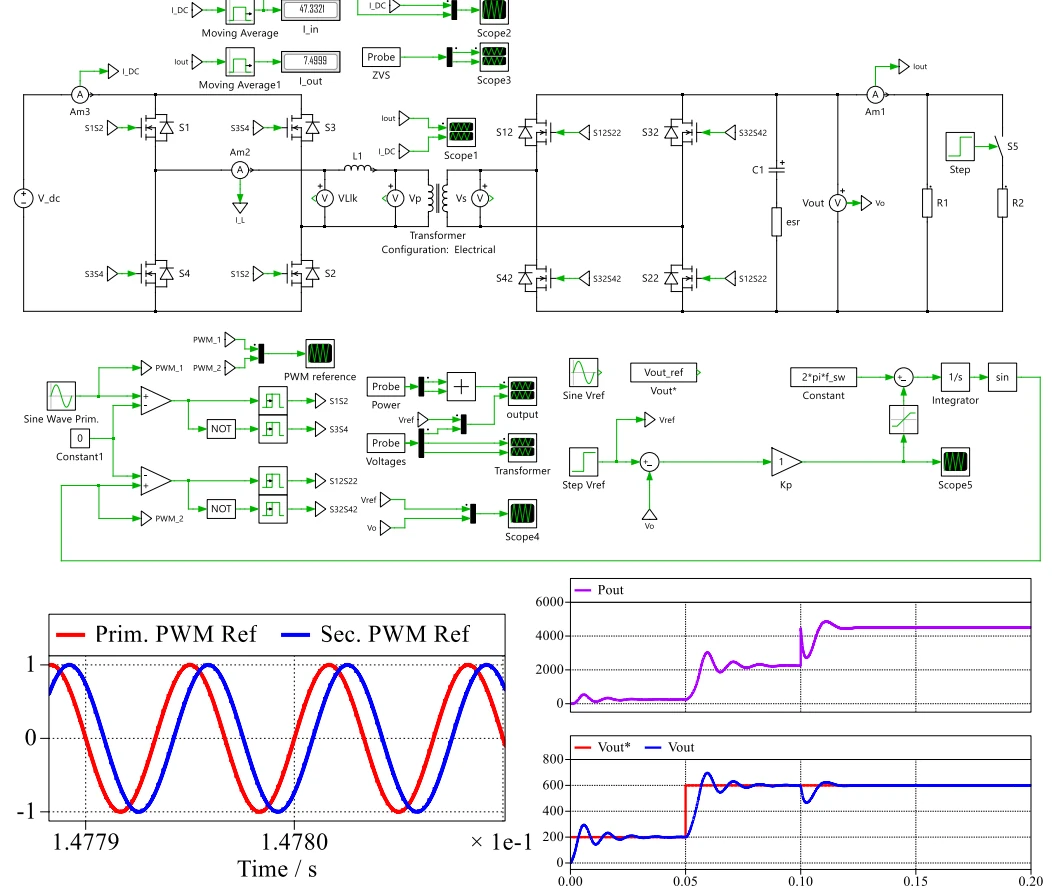 I_DC
47.3321
I_DC
Moving Average
I_in
Scope2
Iout
7.4999
Probe
Moving Average1
I_out
ZVS
Scope3
I_DC
Iout
A
A
Am3
Am1
S1S2
S1
S3S4
S3
Iout
S12
S12S22
S32
S32S42
Am2
I_DC
Scope1
Step
S5
A
L1
C1
V_dc
I_L
V
VLlk
Vp
V
Vs
V
Vout
V
Vo
R1
R2
esr
Transformer
Configuration: Electrical
S3S4
S4
S1S2
S2
S42
S32S42
S22
S12S22
PWM_1
PWM_2
PWM_1
PWM reference
Sine Wave Prim.
S1S2
NOT
S3S4
0
Constant1
S12S22
NOT
S32S42
PWM_2
Probe
Power
+
output
Vref
Probe
Voltages
Transformer
Vref
Vo
Scope4
Sine Vref
Vout_ref
Vout*
2*pi*f_sw
Constant
1/s
Integrator
sin
Vref
Step Vref
1
Kp
Scope5
Vo
Prim. PWM Ref
Sec. PWM Ref
1
0
-1
1.4779
1.4780
× 1e-1
Time / s
Pout
6000
4000
2000
0
Vout*
Vout
800
600
400
200
0
0.00
0.05
0.10
0.15
0.20